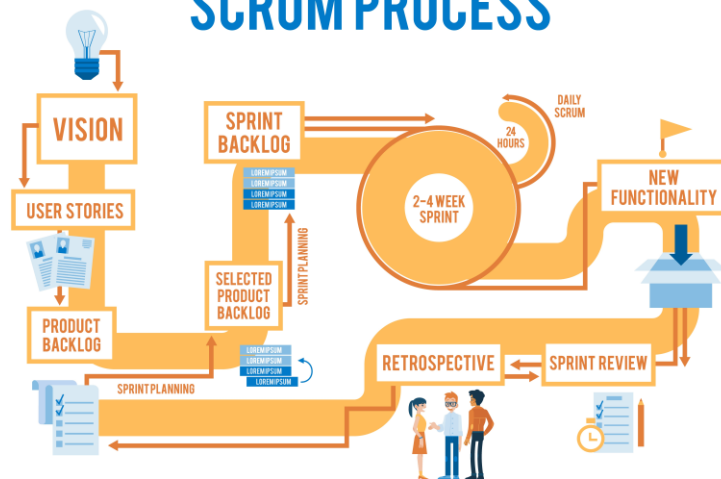 SCRUM PROCESS
VISION
USER STORIES
PRODUCT
BACKLOG
SPRINT PLANNING
SELECTED
PRODUCT
BACKLOG
LOREMIPSUM
LOREMIPSUM
LOREMIPSUM
LOREMIPSUM
SPRINT PLANNING
LOREMIPSUM
LOREMIPSUM
LOREMIPSUM
LOREMIPSUM
SPRINT
BACKLOG
2-4 WEEK
SPRINT
24
HOURS
DAILY
SCRUM
NEW
FUNCTIONALITY
SPRINT REVIEW
RETROSPECTIVE